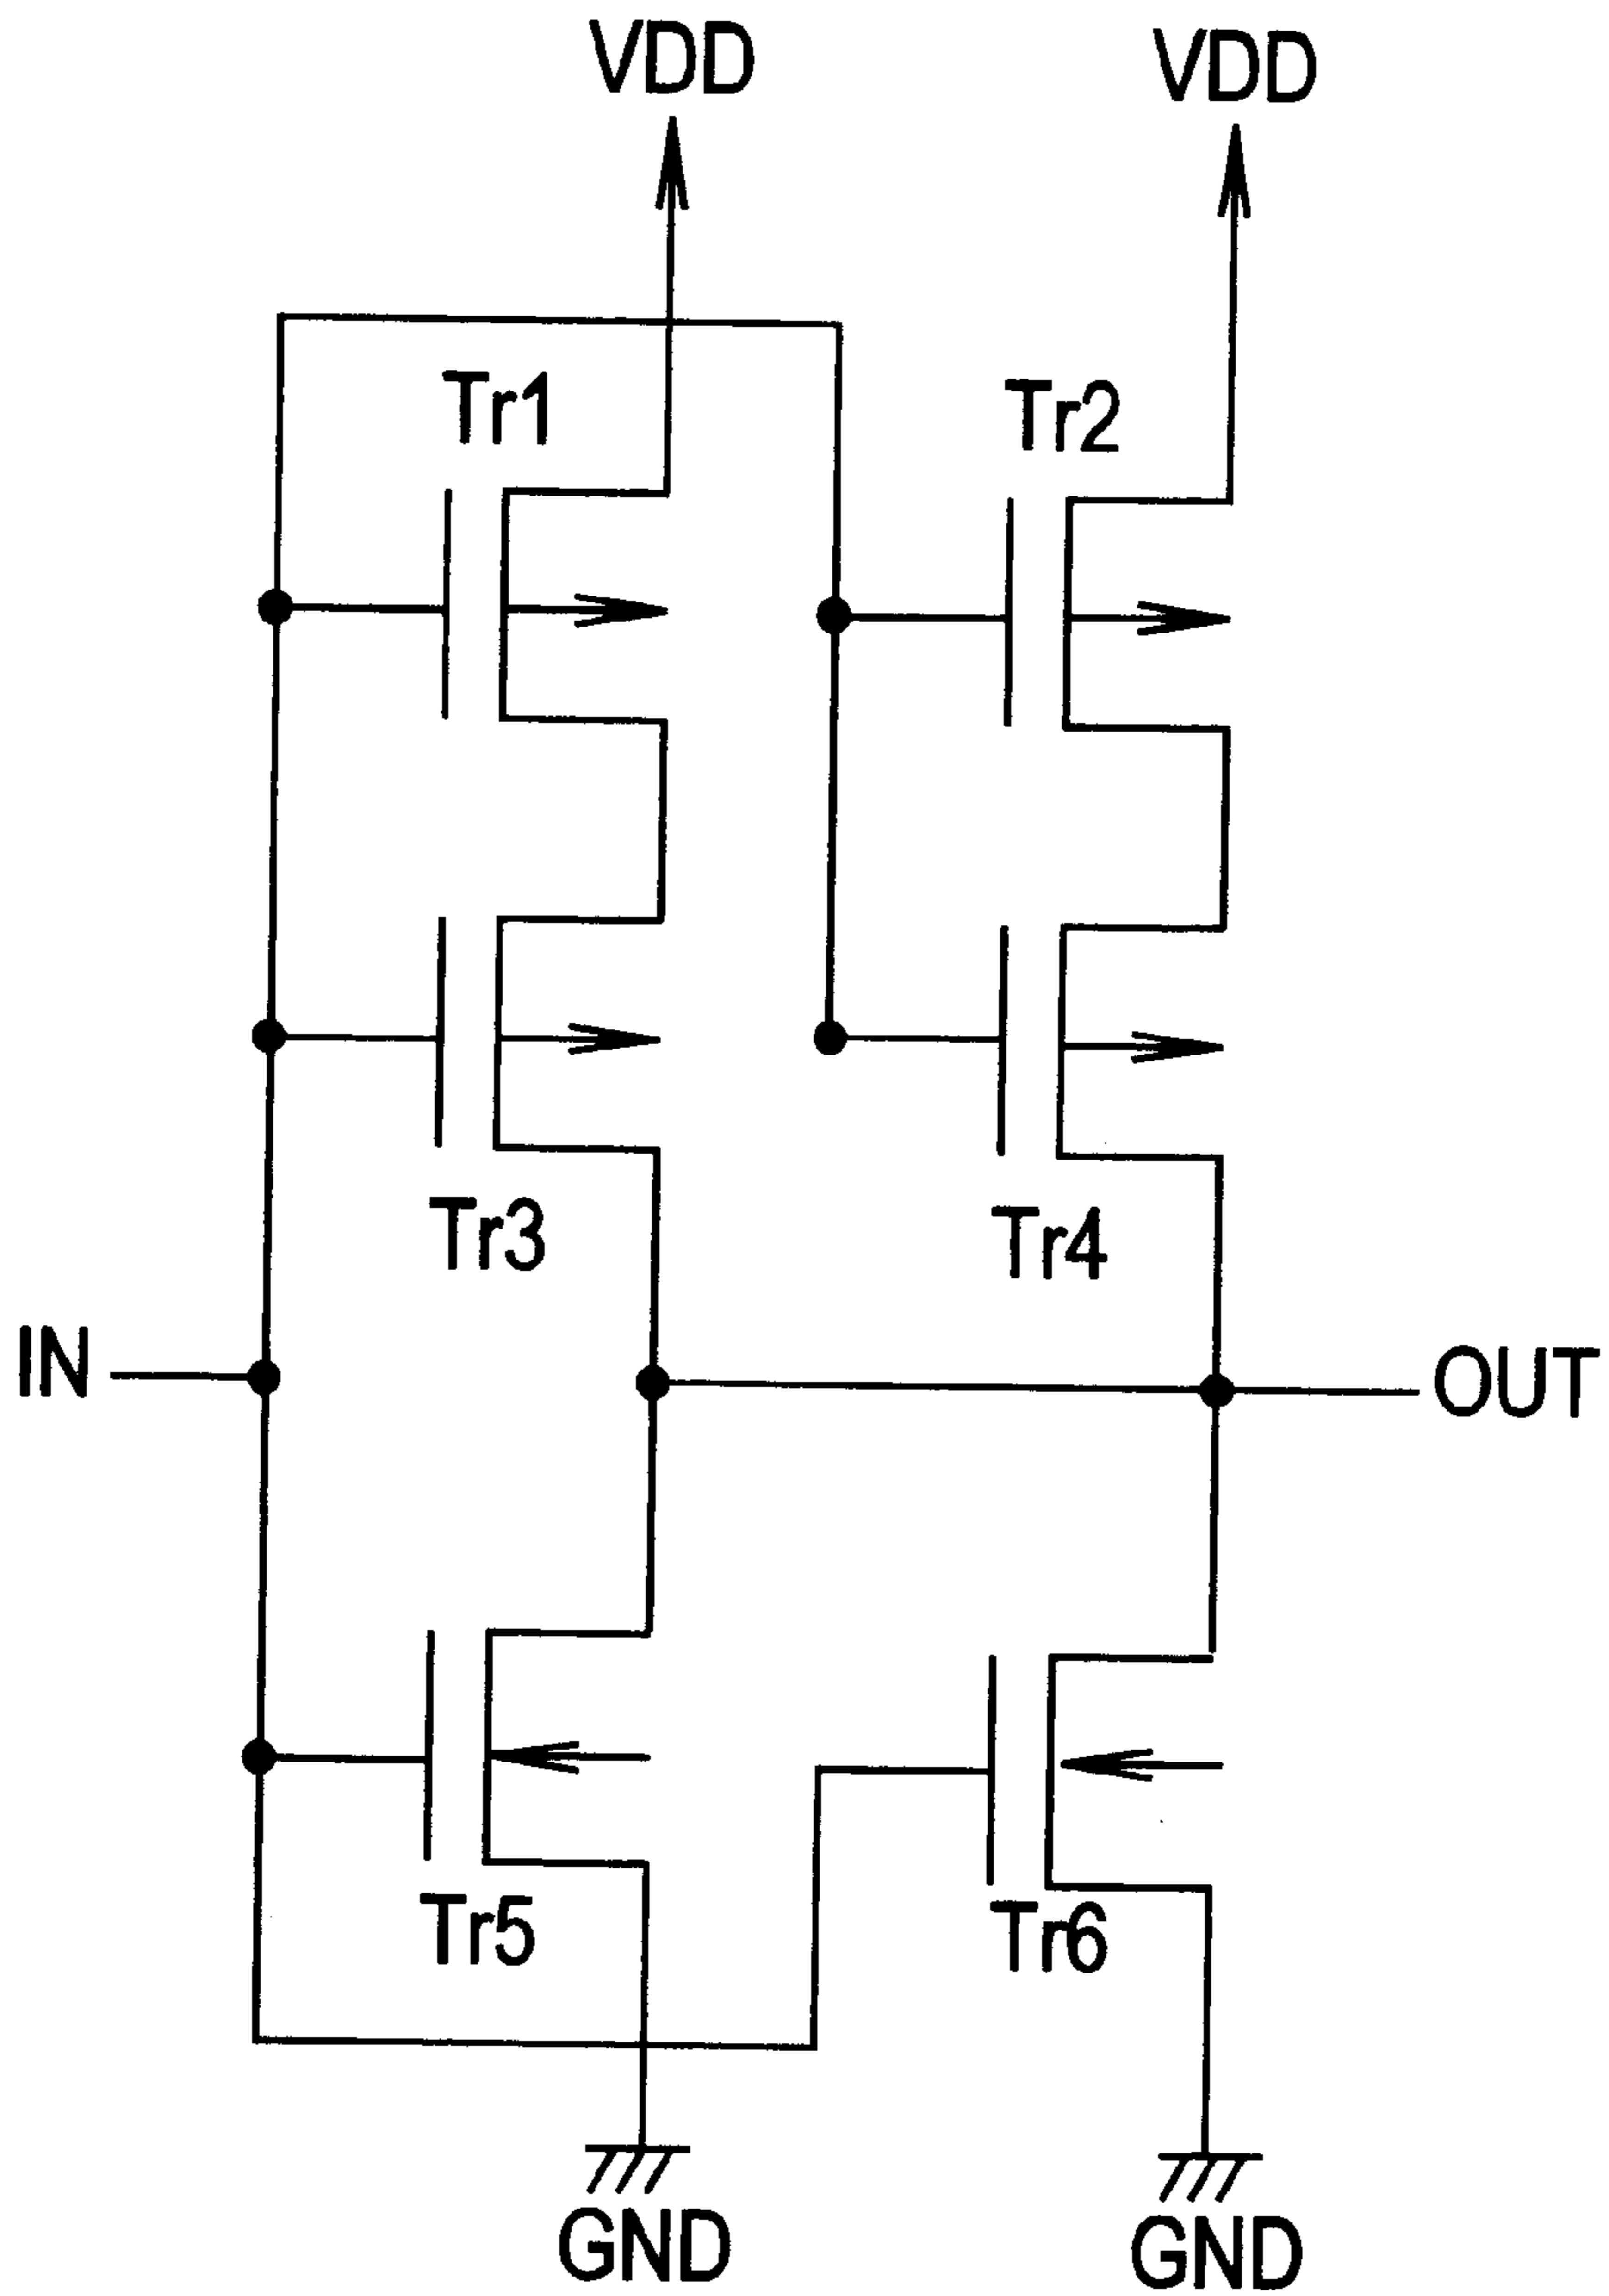 VDD
VDD
Tr1
Tr2
Tr3
Tr4
IN
OUT
Tr5
Tr6
GND
GND